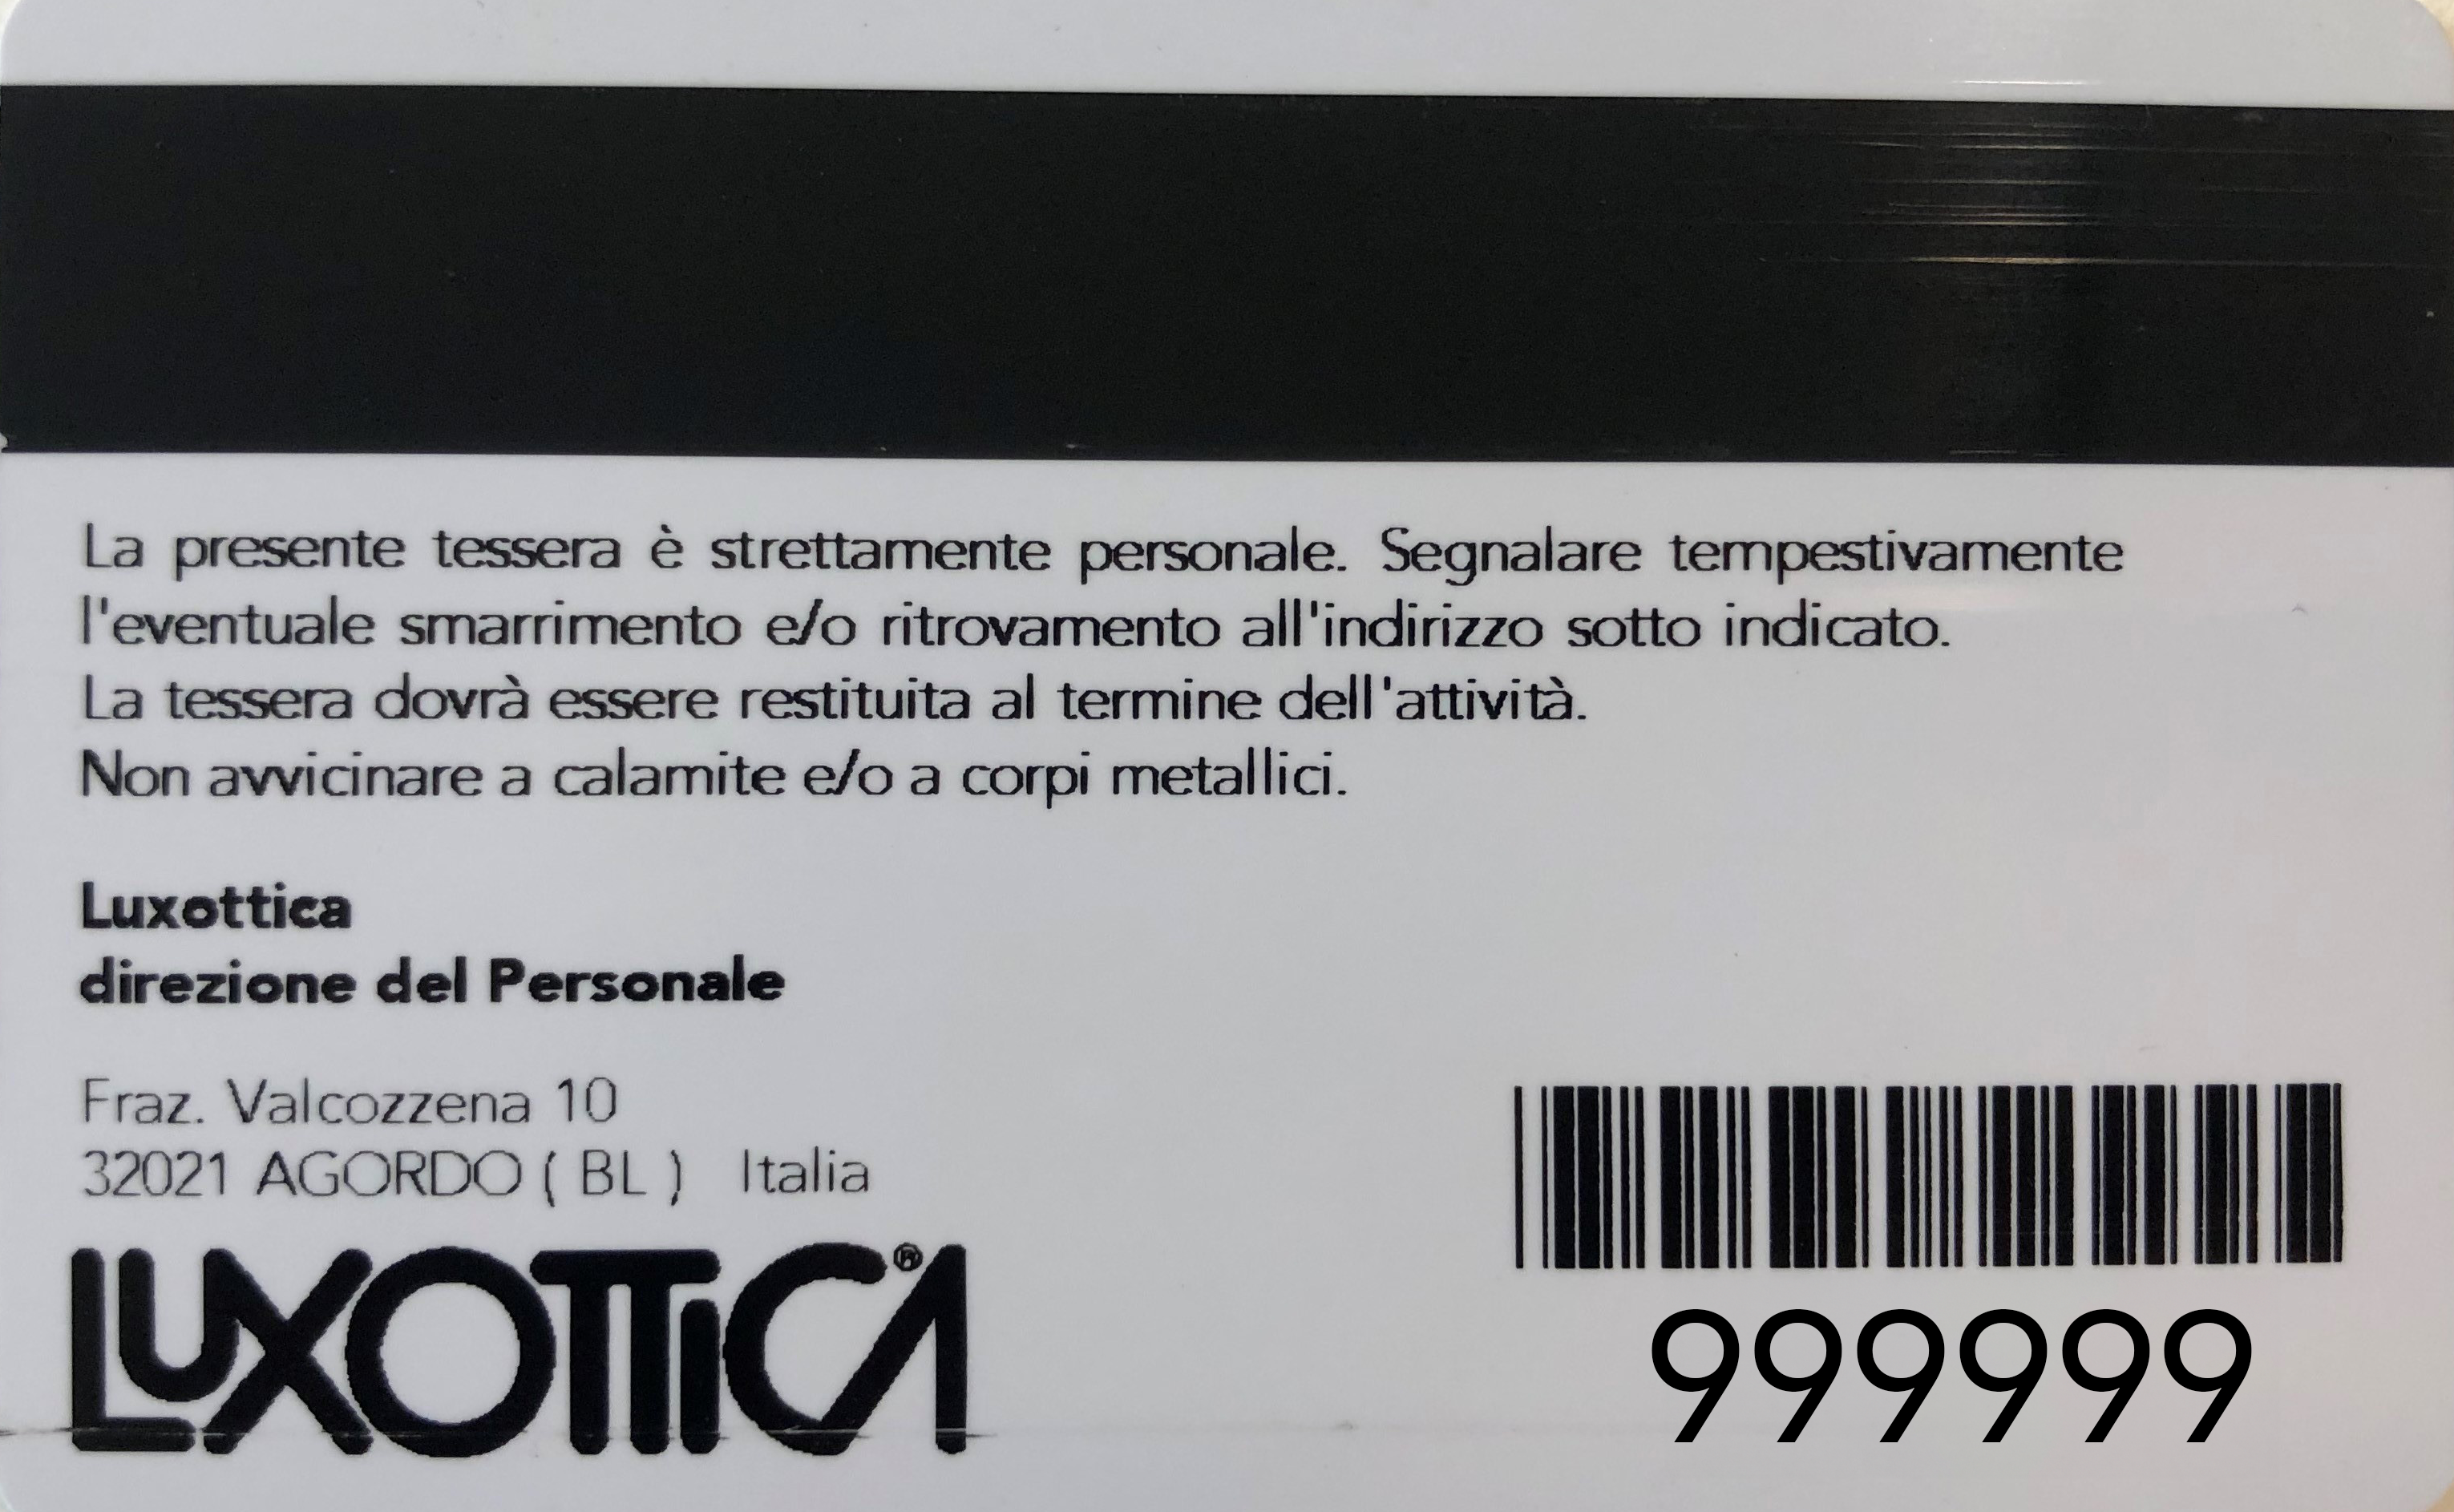 La presente tessera è strettamente personale. Segnalare tempestivamente
l'eventuale smarrimento e/o ritrovamento all'indirizzo sotto indicato.
La tessera dovrà essere restituita al termine dell'attività.
Non avvicinare a calamite e/o a corpi metallici.
Luxottica
direzione del Personale
Fraz. Valcozzena 10
32021 AGORDO ( BL ) Italia
LUXOTTICA®
999999